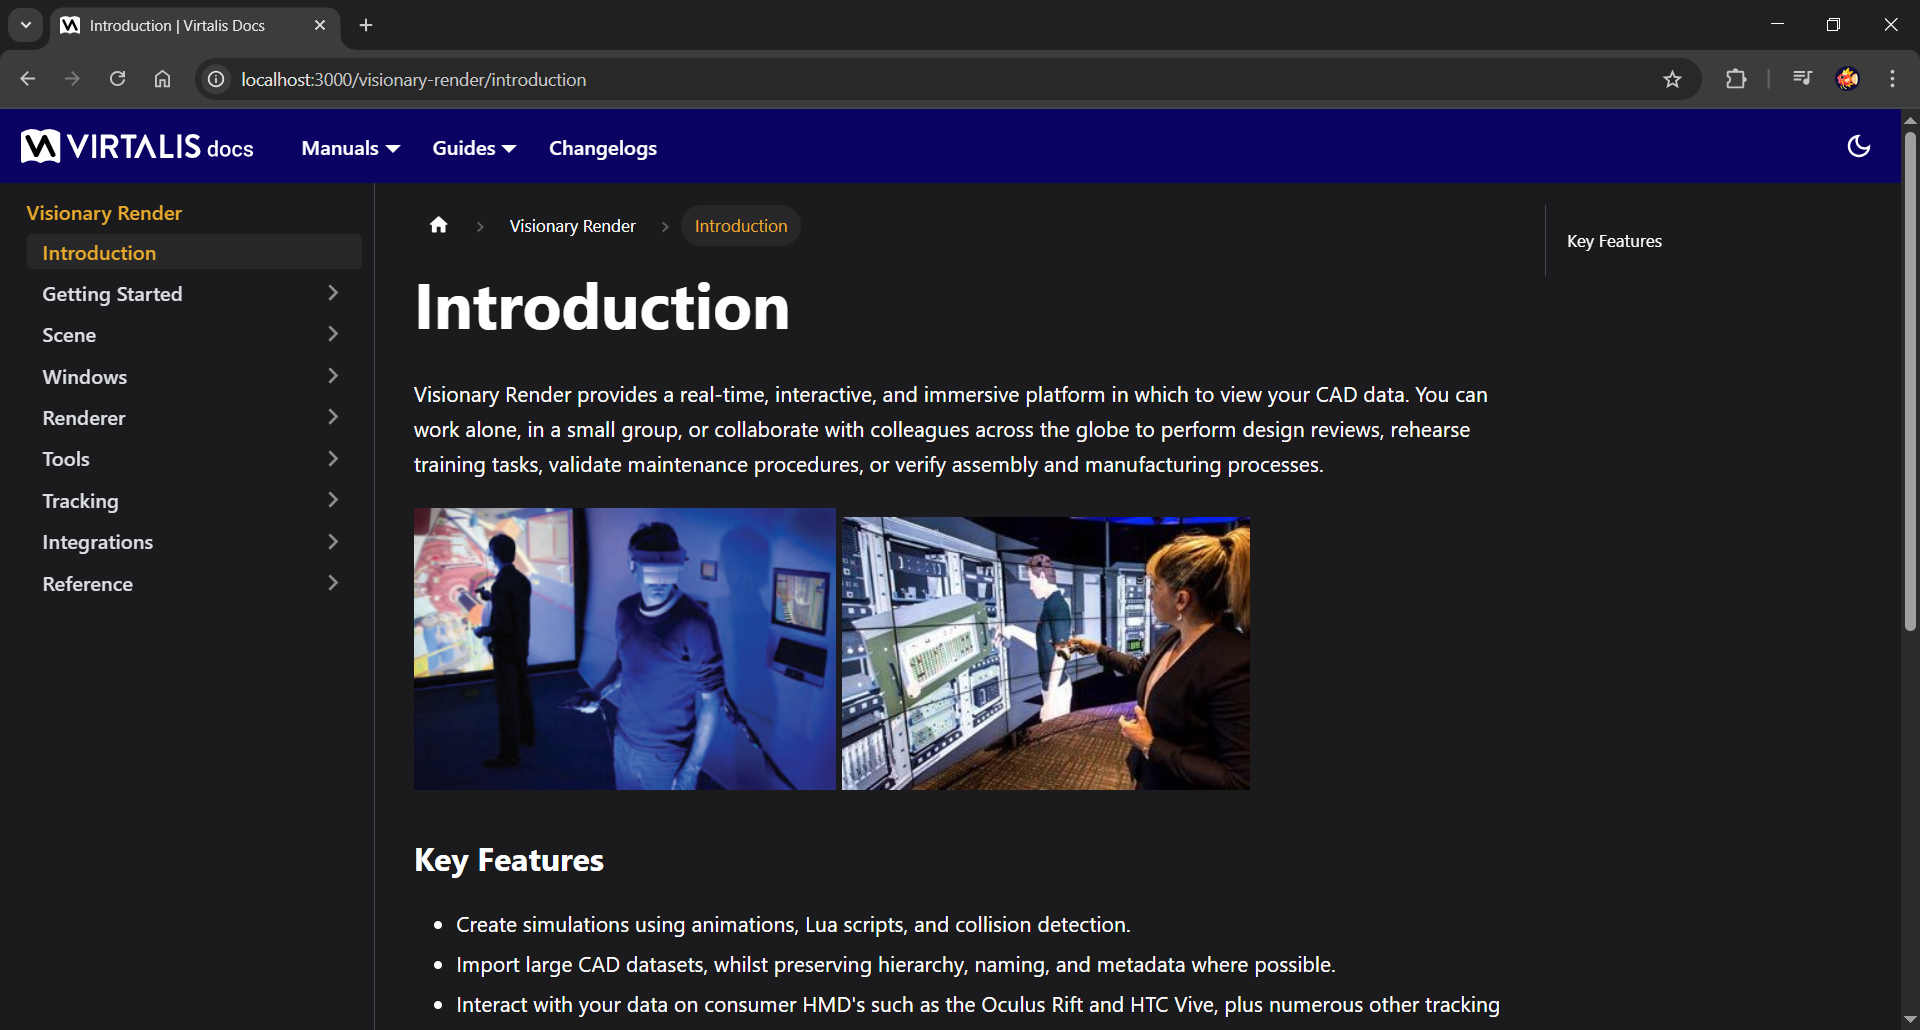 Introduction | Virtalis Docs
localhost:3000/visionary-render/introduction
VIRTALIS docs
Manuals
Guides
Changelogs
Visionary Render
Introduction
Getting Started
Scene
Windows
Renderer
Tools
Tracking
Integrations
Reference
Visionary Render
Introduction
Introduction
Visionary Render provides a real-time, interactive, and immersive platform in which to view your CAD data. You can
work alone, in a small group, or collaborate with colleagues across the globe to perform design reviews, rehearse
training tasks, validate maintenance procedures, or verify assembly and manufacturing processes.
Key Features
Create simulations using animations, Lua scripts, and collision detection.
Import large CAD datasets, whilst preserving hierarchy, naming, and metadata where possible.
Interact with your data on consumer HMD's such as the Oculus Rift and HTC Vive, plus numerous other tracking
Key Features